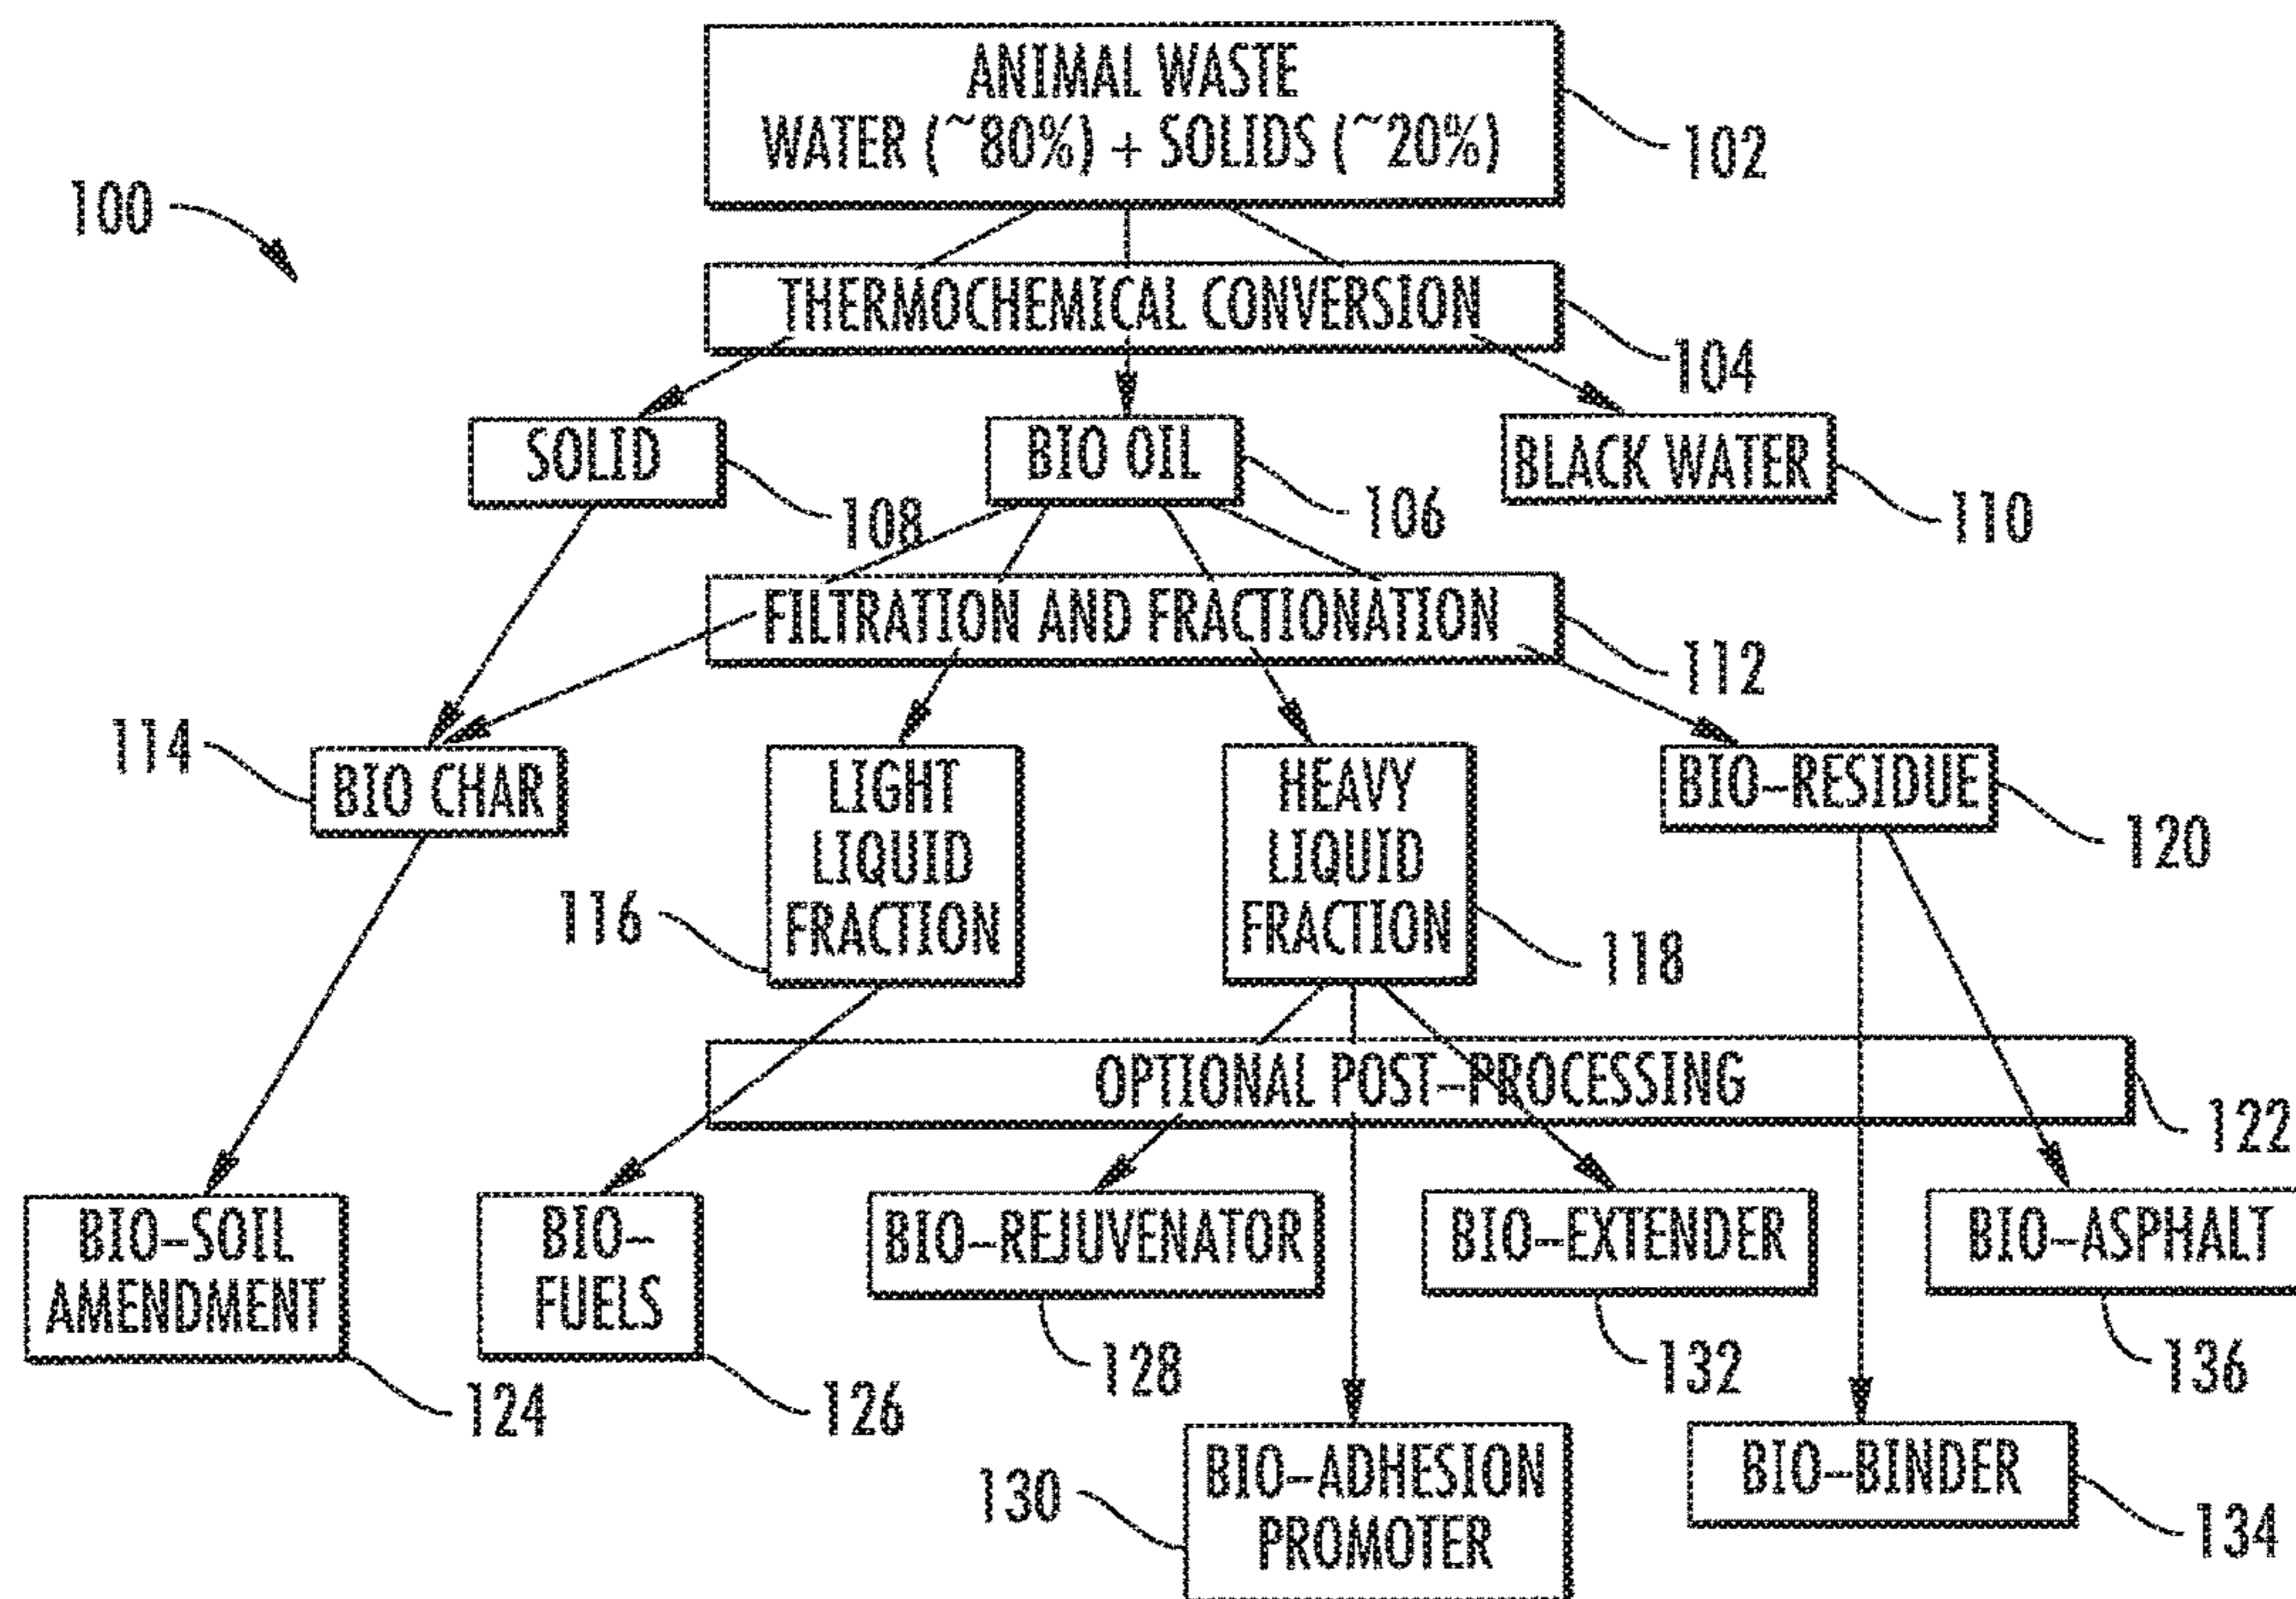 ANIMAL WASTE
WATER (~80%) + SOLIDS (~20%)
102
100
THERMOCHEMICAL CONVERSION
104
SOLID
108
BIO OIL
106
BLACK WATER
110
FILTRATION AND FRACTIONATION
112
114
BIO CHAR
LIGHT
LIQUID
FRACTION
116
HEAVY
LIQUID
FRACTION
118
BIO-RESIDUE
120
OPTIONAL POST-PROCESSING
122
BIO-SOIL
AMENDMENT
124
BIO-
FUELS
126
BIO-REJUVENATOR
128
BIO-EXTENDER
132
BIO-ASPHALT
136
130
BIO-ADHESION
PROMOTER
BIO-BINDER
134